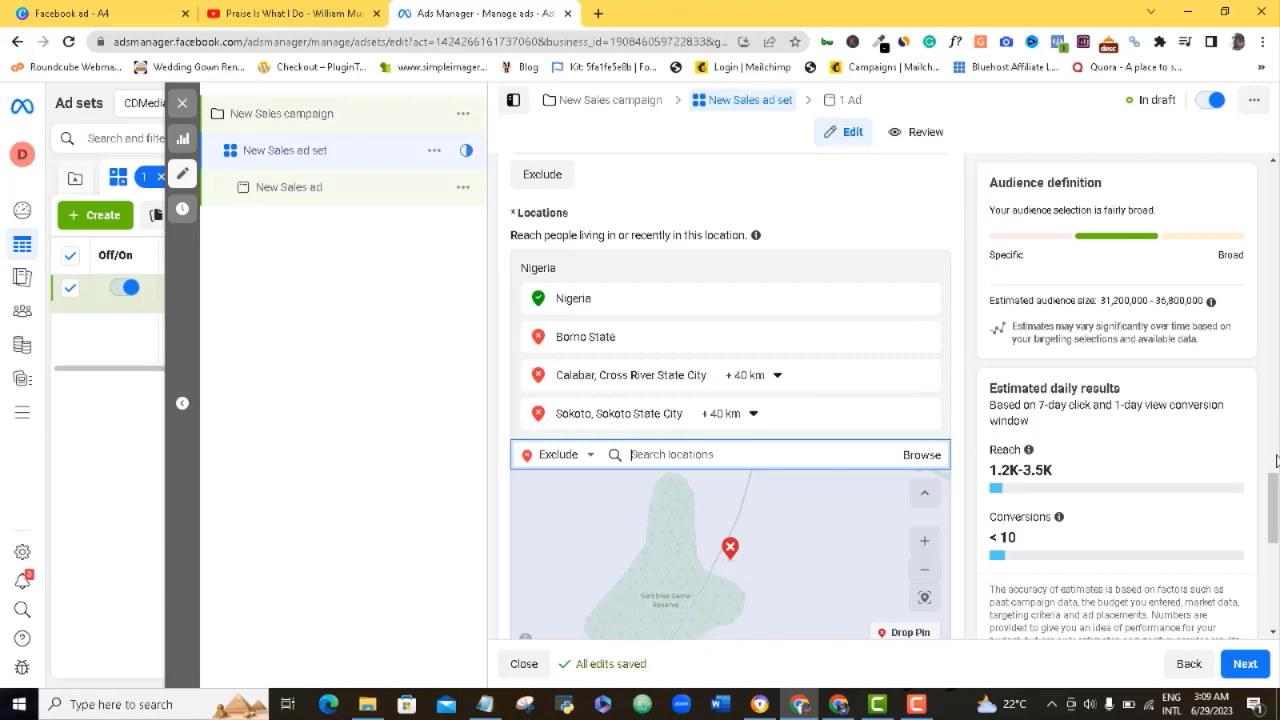 Facebook ad - A4
Praise Is What I Do - William Mu
Ads Manager - Manage ads - Ad
adsmanager.facebook.com/adsmanager/manage/adsets/edit?act=1424266161737060&business_id=190846059722833&g...
Roundcube Webma...
Wedding Gown Ren...
Checkout – PluginT...
www.simpleimager...
Blog
Kit: 5fa1fe5e8b | Fo...
Login | Mailchimp
Campaigns | Mailch...
Bluehost Affiliate L...
Quora - A place to s...
»
Ad sets
CDMedia
New Sales campaign
New Sales campaign
New Sales ad set
1 Ad
In draft
Search and filte
Edit
Review
D
New Sales ad set
1
New Sales ad
Create
Off/On
Exclude
* Locations
Reach people living in or recently in this location.
Nigeria
Nigeria
Borno State
Calabar, Cross River State City
+ 40 km
Sokoto, Sokoto State City
+ 40 km
Exclude
Search locations
Browse
Sambisa Game Reserve
Drop Pin
Audience definition
Your audience selection is fairly broad.
Specific
Broad
Estimated audience size: 31,200,000 - 36,800,000
Estimates may vary significantly over time based on
your targeting selections and available data.
Estimated daily results
Based on 7-day click and 1-day view conversion
window
Reach
1.2K-3.5K
Conversions
< 10
The accuracy of estimates is based on factors such as
past campaign data, the budget you entered, market data,
targeting criteria and ad placements. Numbers are
provided to give you an idea of performance for your
Close
All edits saved
Back
Next
Type here to search
22°C
ENG
INTL
3:09 AM
6/29/2023